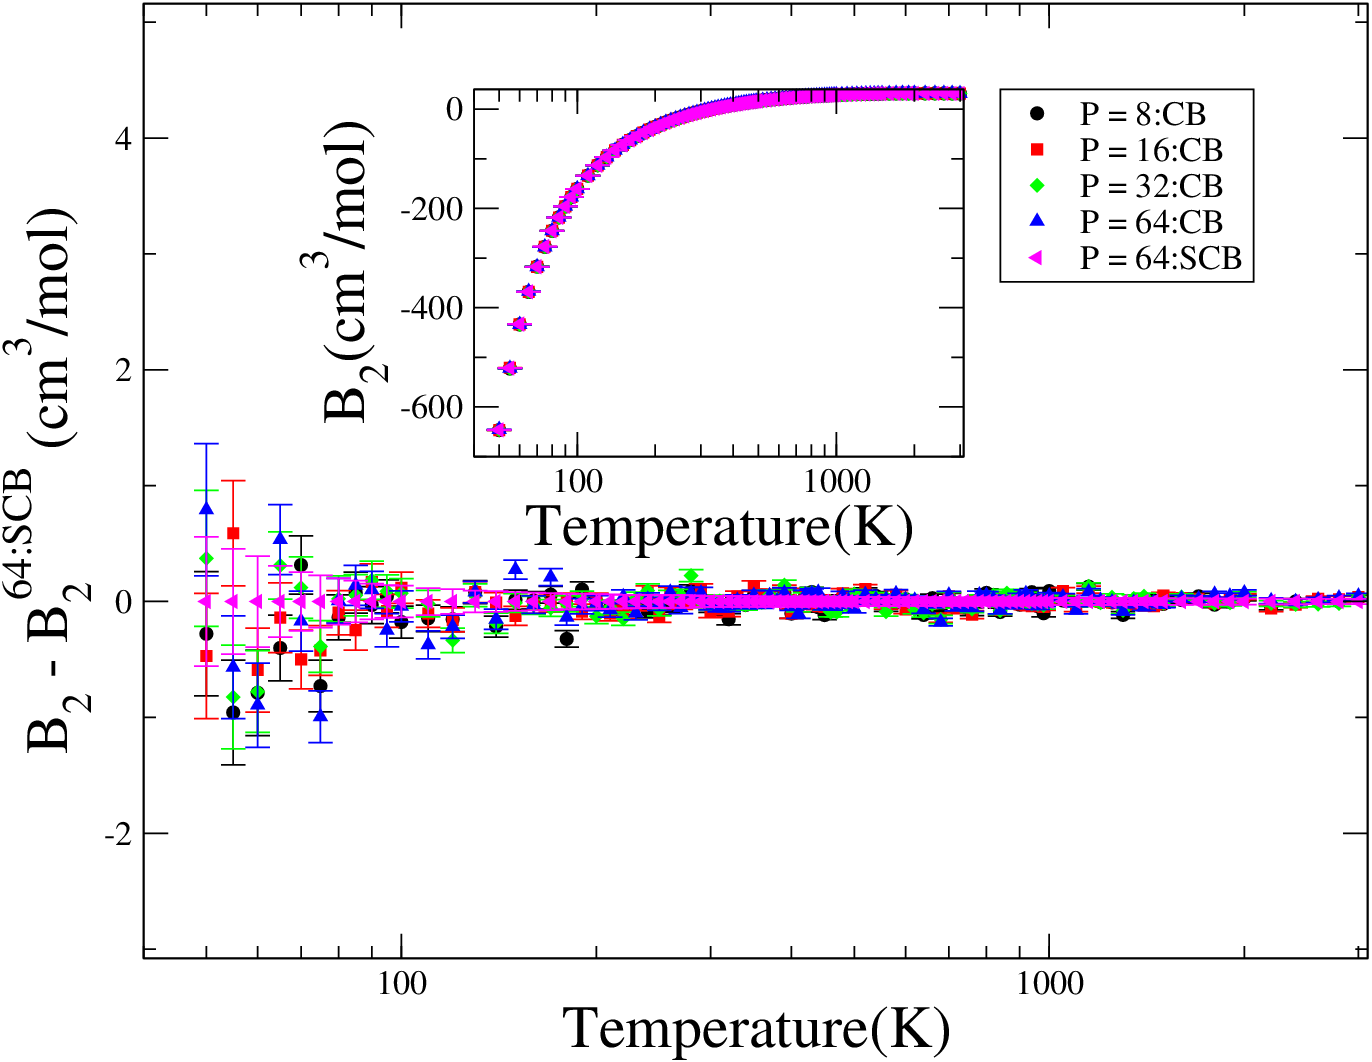 4
2
0
-2
B₂ - B₂^64:SCB (cm³/mol)
100
1000
Temperature(K)
0
-200
-400
-600
B₂(cm³/mol)
100
1000
Temperature(K)
P = 8:CB
P = 16:CB
P = 32:CB
P = 64:CB
P = 64:SCB